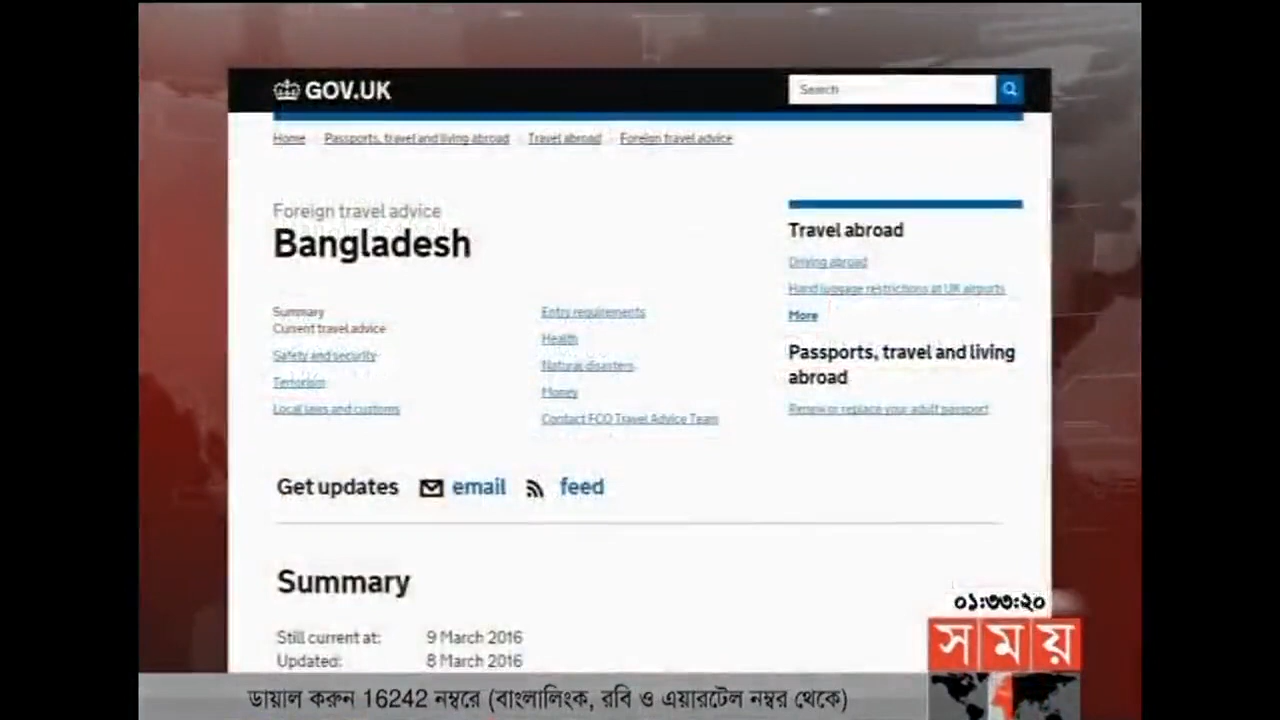 GOV.UK
Search
Home Passports, travel and living abroad Travel abroad Foreign travel advice
Foreign travel advice
Bangladesh
Summary
Current travel advice
Safety and security
Terrorism
Local laws and customs
Entry requirements
Health
Natural disasters
Money
Contact FCO Travel Advice Team
Travel abroad
Driving abroad
Hand luggage restrictions at UK airports
More
Passports, travel and living
abroad
Renew or replace your adult passport
Get updates email feed
Summary
Still current at: 9 March 2016
Updated: 8 March 2016
০১:৩৩:২০
সময়
ডায়াল করুন 16242 নম্বরে (বাংলালিংক, রবি ও এয়ারটেল নম্বর থেকে)